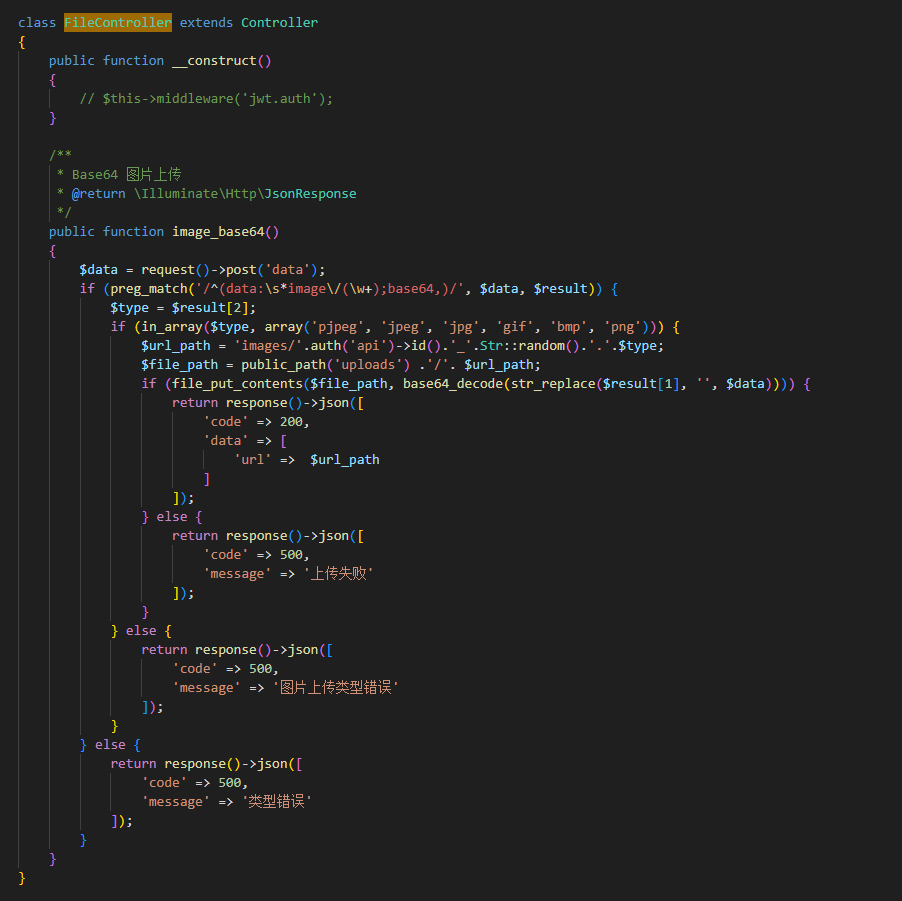 class FileController extends Controller
{
    public function __construct()
    {
        // $this->middleware('jwt.auth');
    }

    /**
     * Base64 图片上传
     * @return \Illuminate\Http\JsonResponse
     */
    public function image_base64()
    {
        $data = request()->post('data');
        if (preg_match('/^(data:\s*image\/(\w+);base64,)/', $data, $result)) {
            $type = $result[2];
            if (in_array($type, array('pjpeg', 'jpeg', 'jpg', 'gif', 'bmp', 'png'))) {
                $url_path = 'images/'.auth('api')->id().'_'.Str::random().'.'.$type;
                $file_path = public_path('uploads') .'/'. $url_path;
                if (file_put_contents($file_path, base64_decode(str_replace($result[1], '', $data)))) {
                    return response()->json([
                        'code' => 200,
                        'data' => [
                            'url' =>  $url_path
                        ]
                    ]);
                } else {
                    return response()->json([
                        'code' => 500,
                        'message' => '上传失败'
                    ]);
                }
            } else {
                return response()->json([
                    'code' => 500,
                    'message' => '图片上传类型错误'
                ]);
            }
        } else {
            return response()->json([
                'code' => 500,
                'message' => '类型错误'
            ]);
        }
    }
}